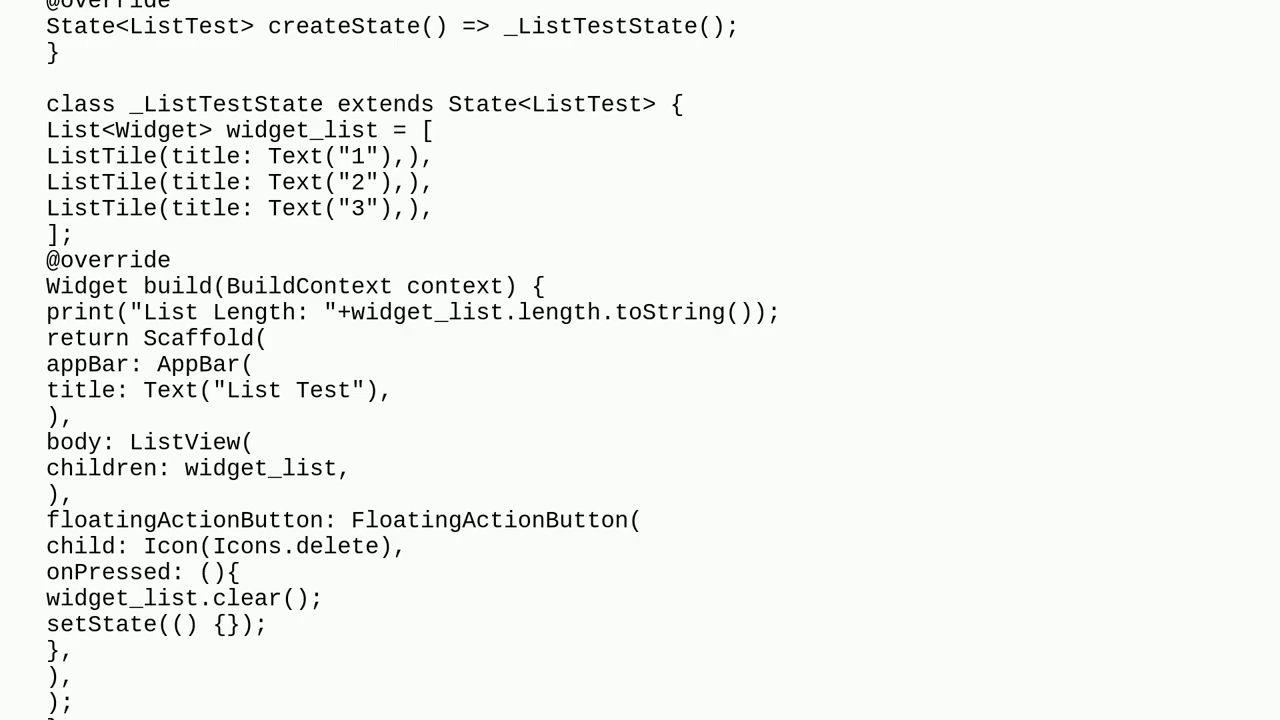 @override
State<ListTest> createState() => _ListTestState();
}
class _ListTestState extends State<ListTest> {
List<Widget> widget_list = [
ListTile(title: Text("1"),),
ListTile(title: Text("2"),),
ListTile(title: Text("3"),),
];
@override
Widget build(BuildContext context) {
print("List Length: "+widget_list.length.toString());
return Scaffold(
appBar: AppBar(
title: Text("List Test"),
),
body: ListView(
children: widget_list,
),
floatingActionButton: FloatingActionButton(
child: Icon(Icons.delete),
onPressed: (){
widget_list.clear();
setState(() {});
},
),
);
}